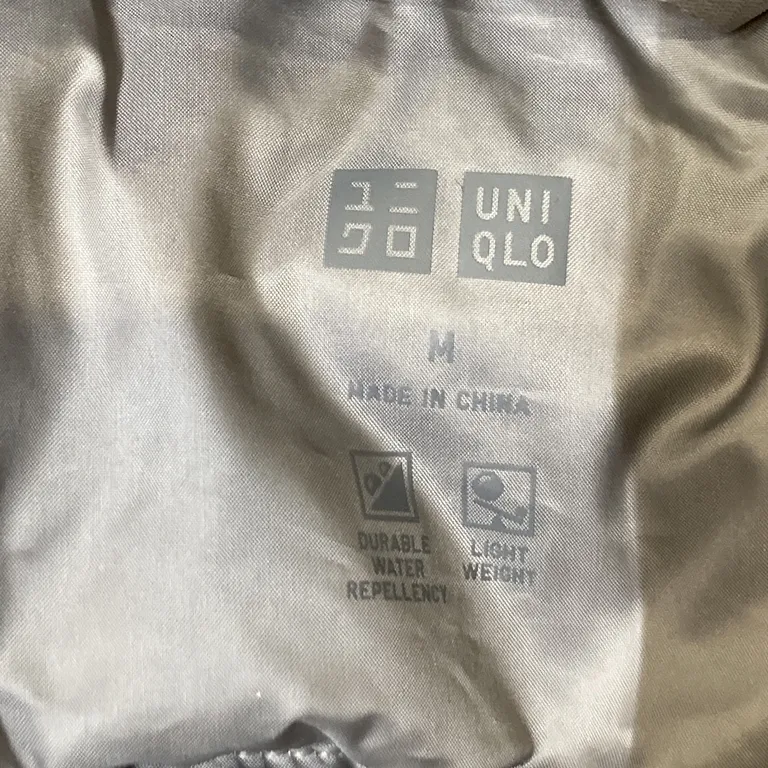 ユニ
クロ
UNI
QLO
M
MADE IN CHINA
DURABLE
WATER
REPELLENCY
LIGHT
WEIGHT